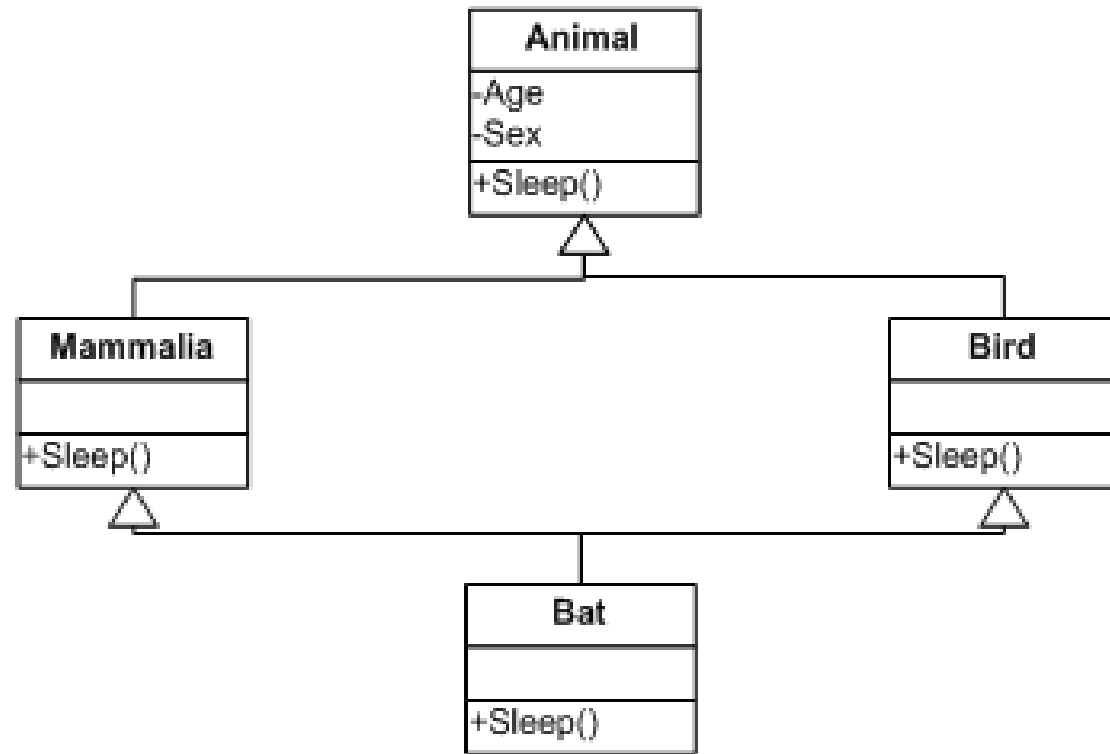 Animal
-Age
-Sex
+Sleep()
Mammalia
+Sleep()
Bird
+Sleep()
Bat
+Sleep()